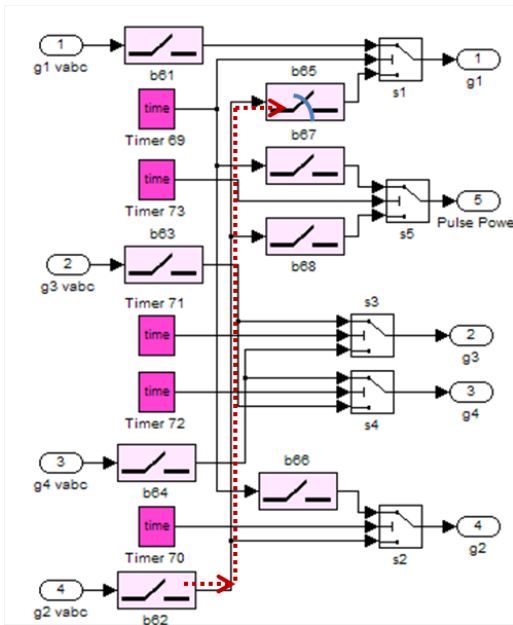 1
g1 vabc
b61
time
Timer 69
time
Timer 73
b63
2
g3 vabc
Timer 71
time
time
Timer 72
3
g4 vabc
b64
time
Timer 70
4
g2 vabc
b62
b65
b67
b68
b66
s1
1
g1
s5
5
Pulse Powe
s3
2
g3
s4
3
g4
s2
4
g2